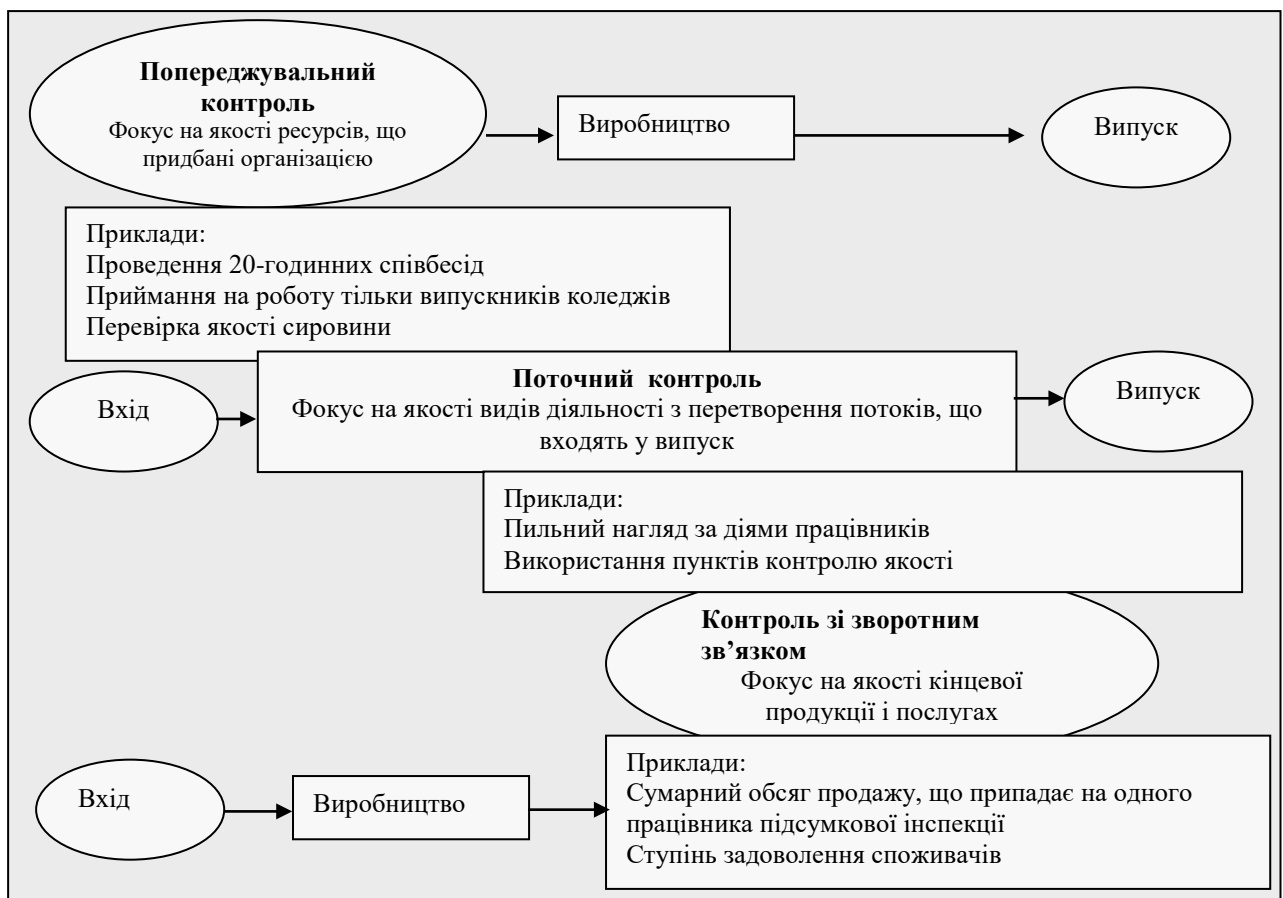 Попереджувальний
контроль
Фокус на якості ресурсів, що
придбані організацією
Виробництво
Випуск
Приклади:
Проведення 20-годинних співбесід
Приймання на роботу тільки випускників коледжів
Перевірка якості сировини
Вхід
Поточний контроль
Фокус на якості видів діяльності з перетворення потоків, що
входять у випуск
Випуск
Приклади:
Пильний нагляд за діями працівників
Використання пунктів контролю якості
Контроль зі зворотним
зв’язком
Фокус на якості кінцевої
продукції і послугах
Вхід
Виробництво
Приклади:
Сумарний обсяг продажу, що припадає на одного
працівника підсумкової інспекції
Ступінь задоволення споживачів